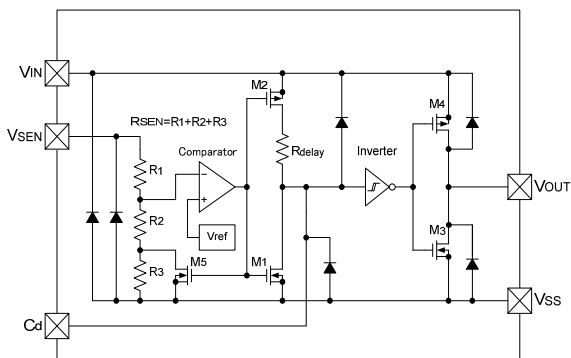 VIN
M2
M4
RSEN=R1+R2+R3
VSEN
Rdelay
Comparator
Inverter
R1
−
+
VOUT
R2
Vref
M3
R3
M5
M1
VSS
Cd